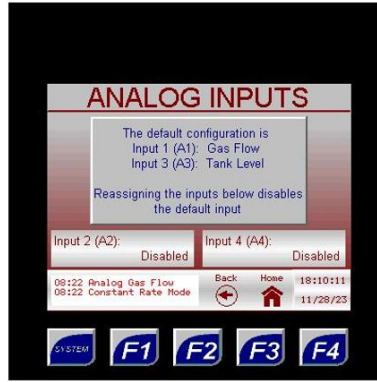 ANALOG INPUTS
The default configuration is
Input 1 (A1): Gas Flow
Input 3 (A3): Tank Level
Reassigning the inputs below disables
the default input
Input 2 (A2):
Disabled
Input 4 (A4):
Disabled
08:22 Analog Gas Flow
08:22 Constant Rate Mode
Back
Home
18:10:11
11/28/23
SYSTEM
F1
F2
F3
F4